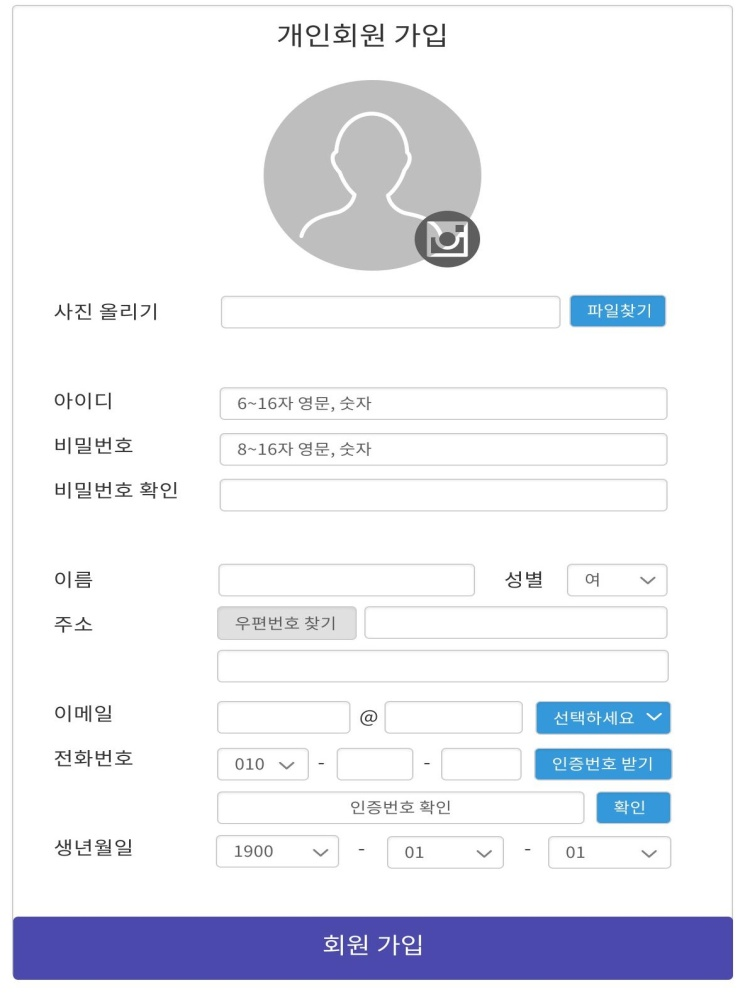 개인회원 가입
사진 올리기 파일찾기
아이디 6~16자 영문, 숫자
비밀번호 8~16자 영문, 숫자
비밀번호 확인
이름 성별 여
주소 우편번호 찾기
이메일 @ 선택하세요
전화번호 010 - - 인증번호 받기
인증번호 확인 확인
생년월일 1900 - 01 - 01
회원 가입